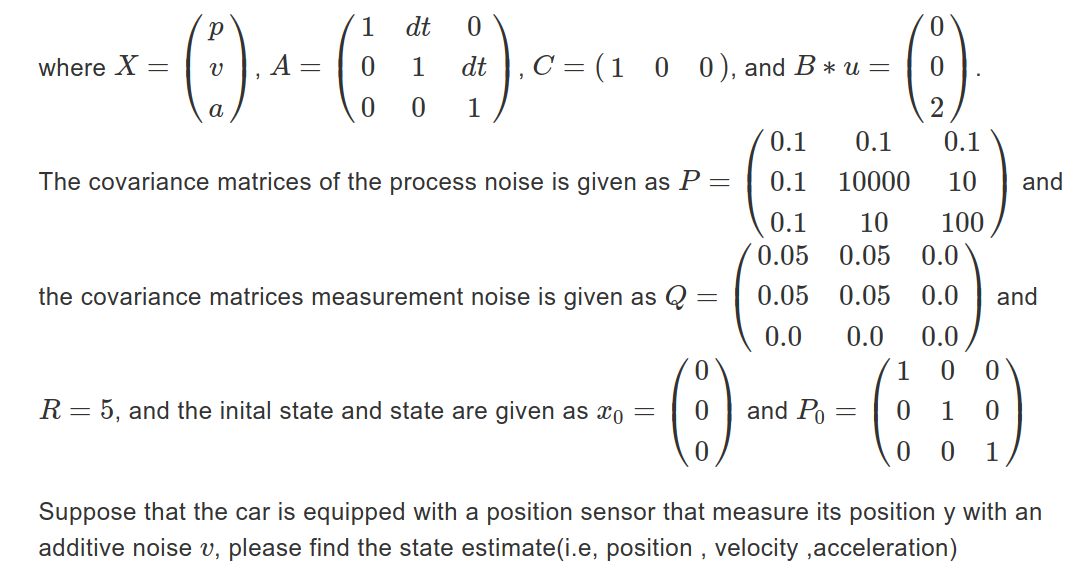 where $X = \begin{pmatrix} p \\ v \\ a \end{pmatrix}$, $A = \begin{pmatrix} 1 & dt & 0 \\ 0 & 1 & dt \\ 0 & 0 & 1 \end{pmatrix}$, $C = (1 \quad 0 \quad 0)$, and $B * u = \begin{pmatrix} 0 \\ 0 \\ 2 \end{pmatrix}$.
The covariance matrices of the process noise is given as $P = \begin{pmatrix} 0.1 & 0.1 & 0.1 \\ 0.1 & 10000 & 10 \\ 0.1 & 10 & 100 \end{pmatrix}$ and
the covariance matrices measurement noise is given as $Q = \begin{pmatrix} 0.05 & 0.05 & 0.0 \\ 0.05 & 0.05 & 0.0 \\ 0.0 & 0.0 & 0.0 \end{pmatrix}$ and
$R = 5$, and the inital state and state are given as $x_0 = \begin{pmatrix} 0 \\ 0 \\ 0 \end{pmatrix}$ and $P_0 = \begin{pmatrix} 1 & 0 & 0 \\ 0 & 1 & 0 \\ 0 & 0 & 1 \end{pmatrix}$
Suppose that the car is equipped with a position sensor that measure its position y with an
additive noise $v$, please find the state estimate(i.e, position , velocity ,acceleration)